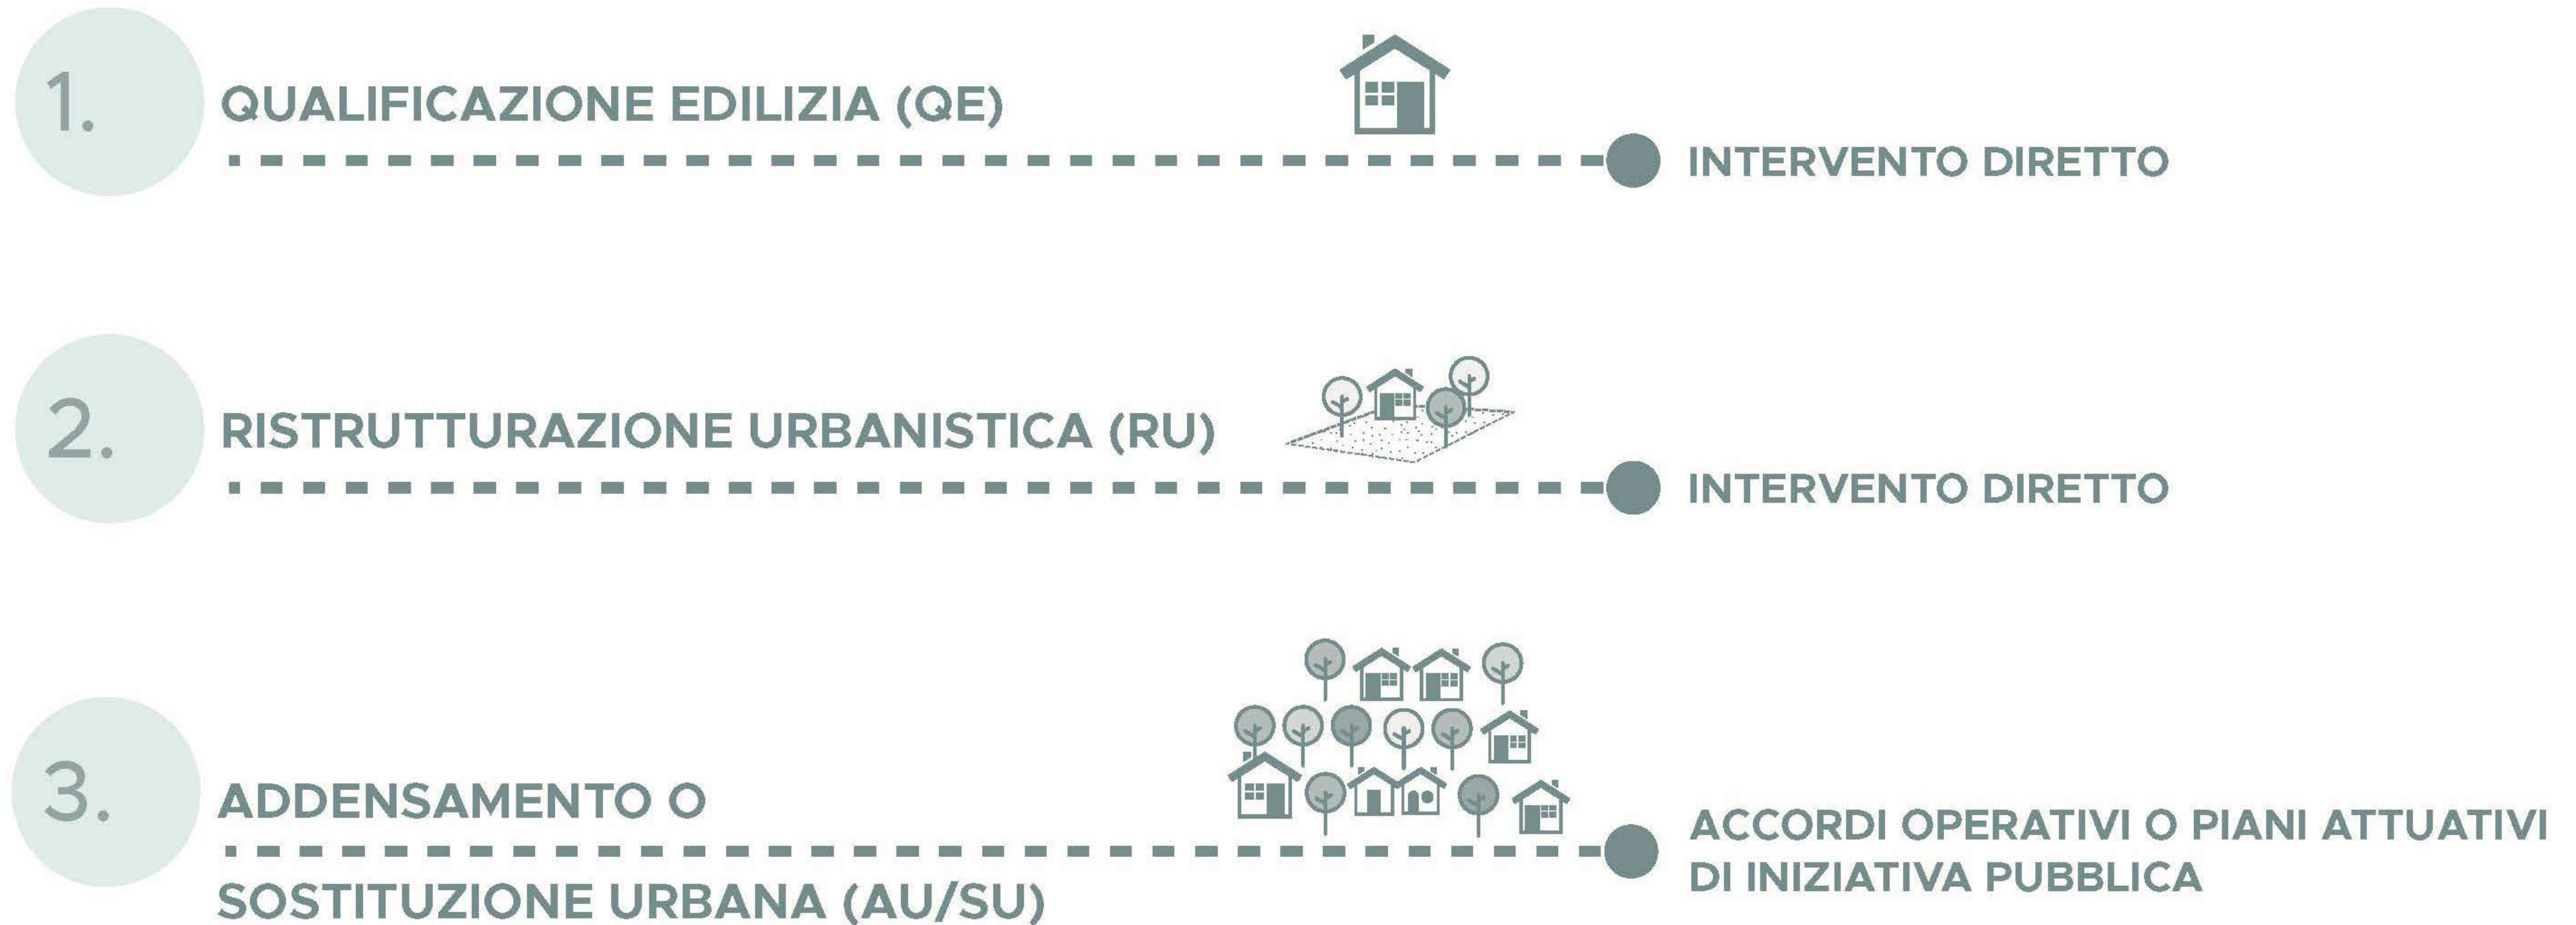 1.
QUALIFICAZIONE EDILIZIA (QE)
INTERVENTO DIRETTO
2.
RISTRUTTURAZIONE URBANISTICA (RU)
INTERVENTO DIRETTO
3.
ADDENSAMENTO O
SOSTITUZIONE URBANA (AU/SU)
ACCORDI OPERATIVI O PIANI ATTUATIVI
DI INIZIATIVA PUBBLICA